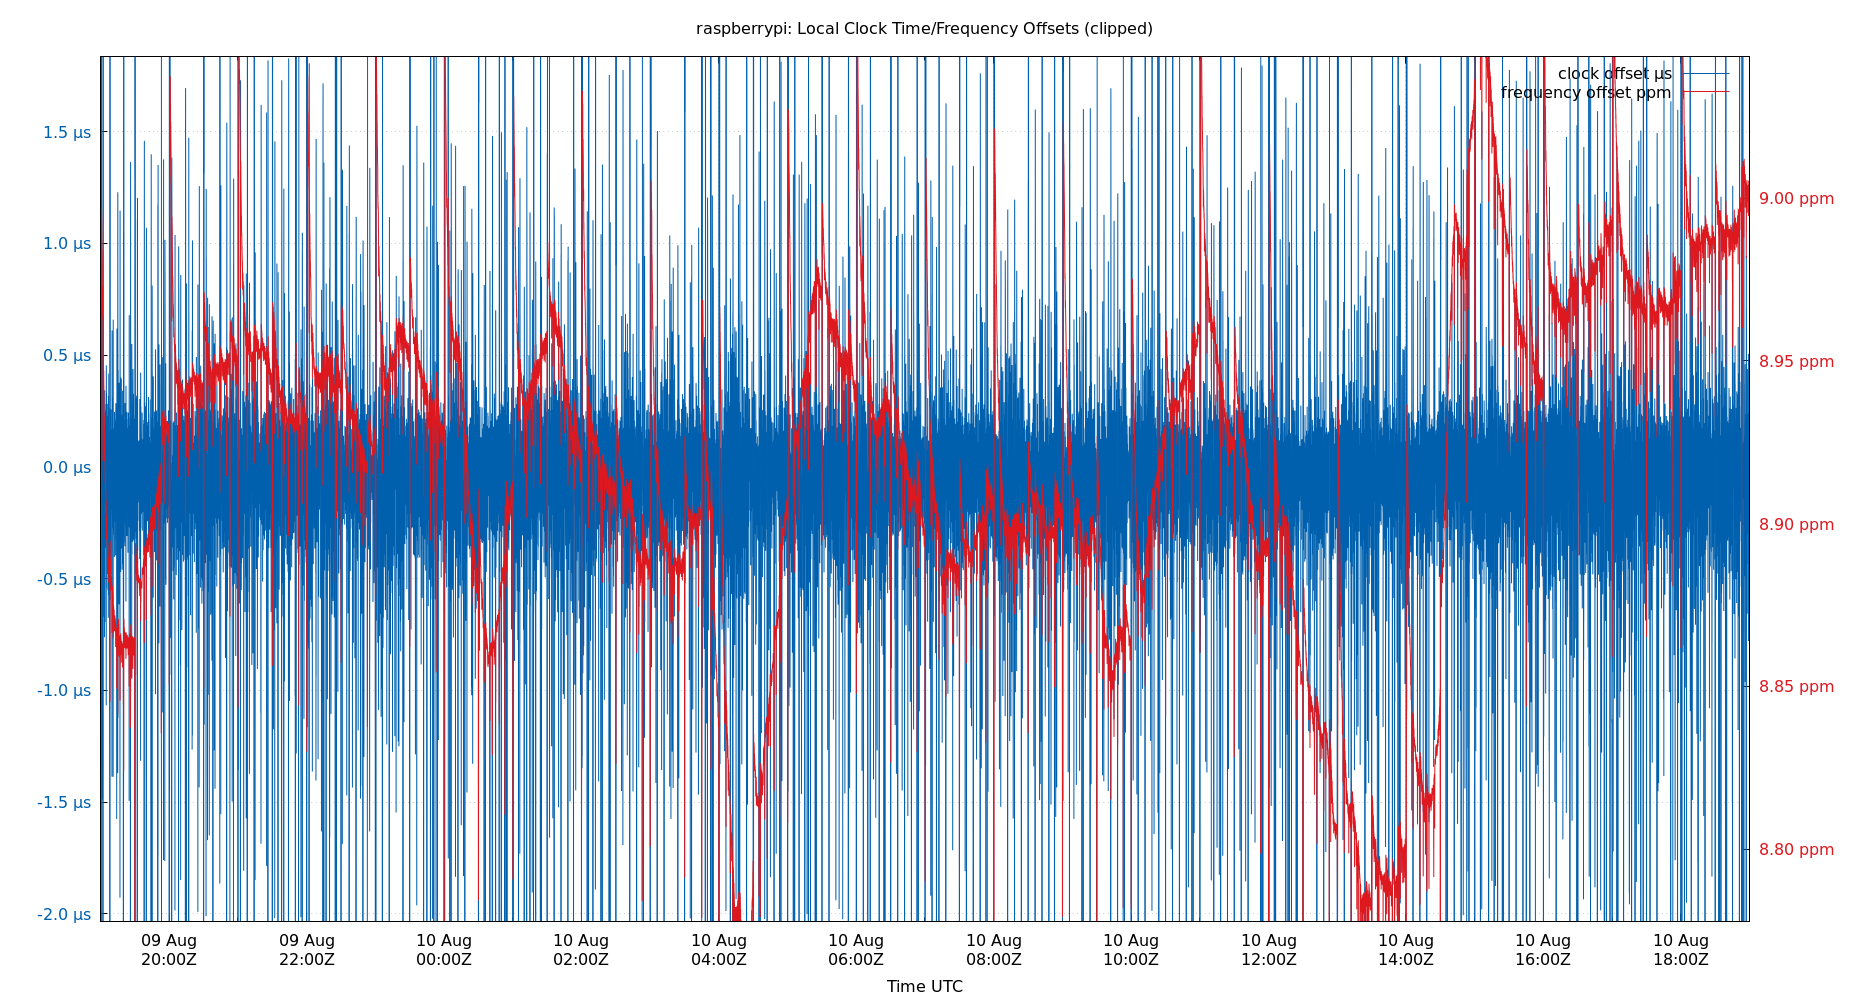 raspberrypi: Local Clock Time/Frequency Offsets (clipped)
clock offset µs
frequency offset ppm
1.5 µs
1.0 µs
0.5 µs
0.0 µs
-0.5 µs
-1.0 µs
-1.5 µs
-2.0 µs
9.00 ppm
8.95 ppm
8.90 ppm
8.85 ppm
8.80 ppm
09 Aug 09 Aug 10 Aug 10 Aug 10 Aug 10 Aug 10 Aug 10 Aug 10 Aug 10 Aug 10 Aug 10 Aug
20:00Z 22:00Z 00:00Z 02:00Z 04:00Z 06:00Z 08:00Z 10:00Z 12:00Z 14:00Z 16:00Z 18:00Z
Time UTC